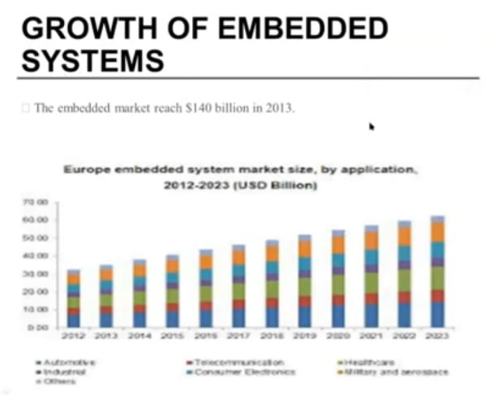 GROWTH OF EMBEDDED
SYSTEMS
The embedded market reach $140 billion in 2013.
Europe embedded system market size, by application,
2012-2023 (USD Billion)
70.00
60.00
50.00
40.00
30.00
20.00
10.00
0.00
2012 2013 2014 2015 2016 2017 2018 2019 2020 2021 2022 2023
Automotive Telecommunication Healthcare
Industrial Consumer Electronics Military and aerospace
Others